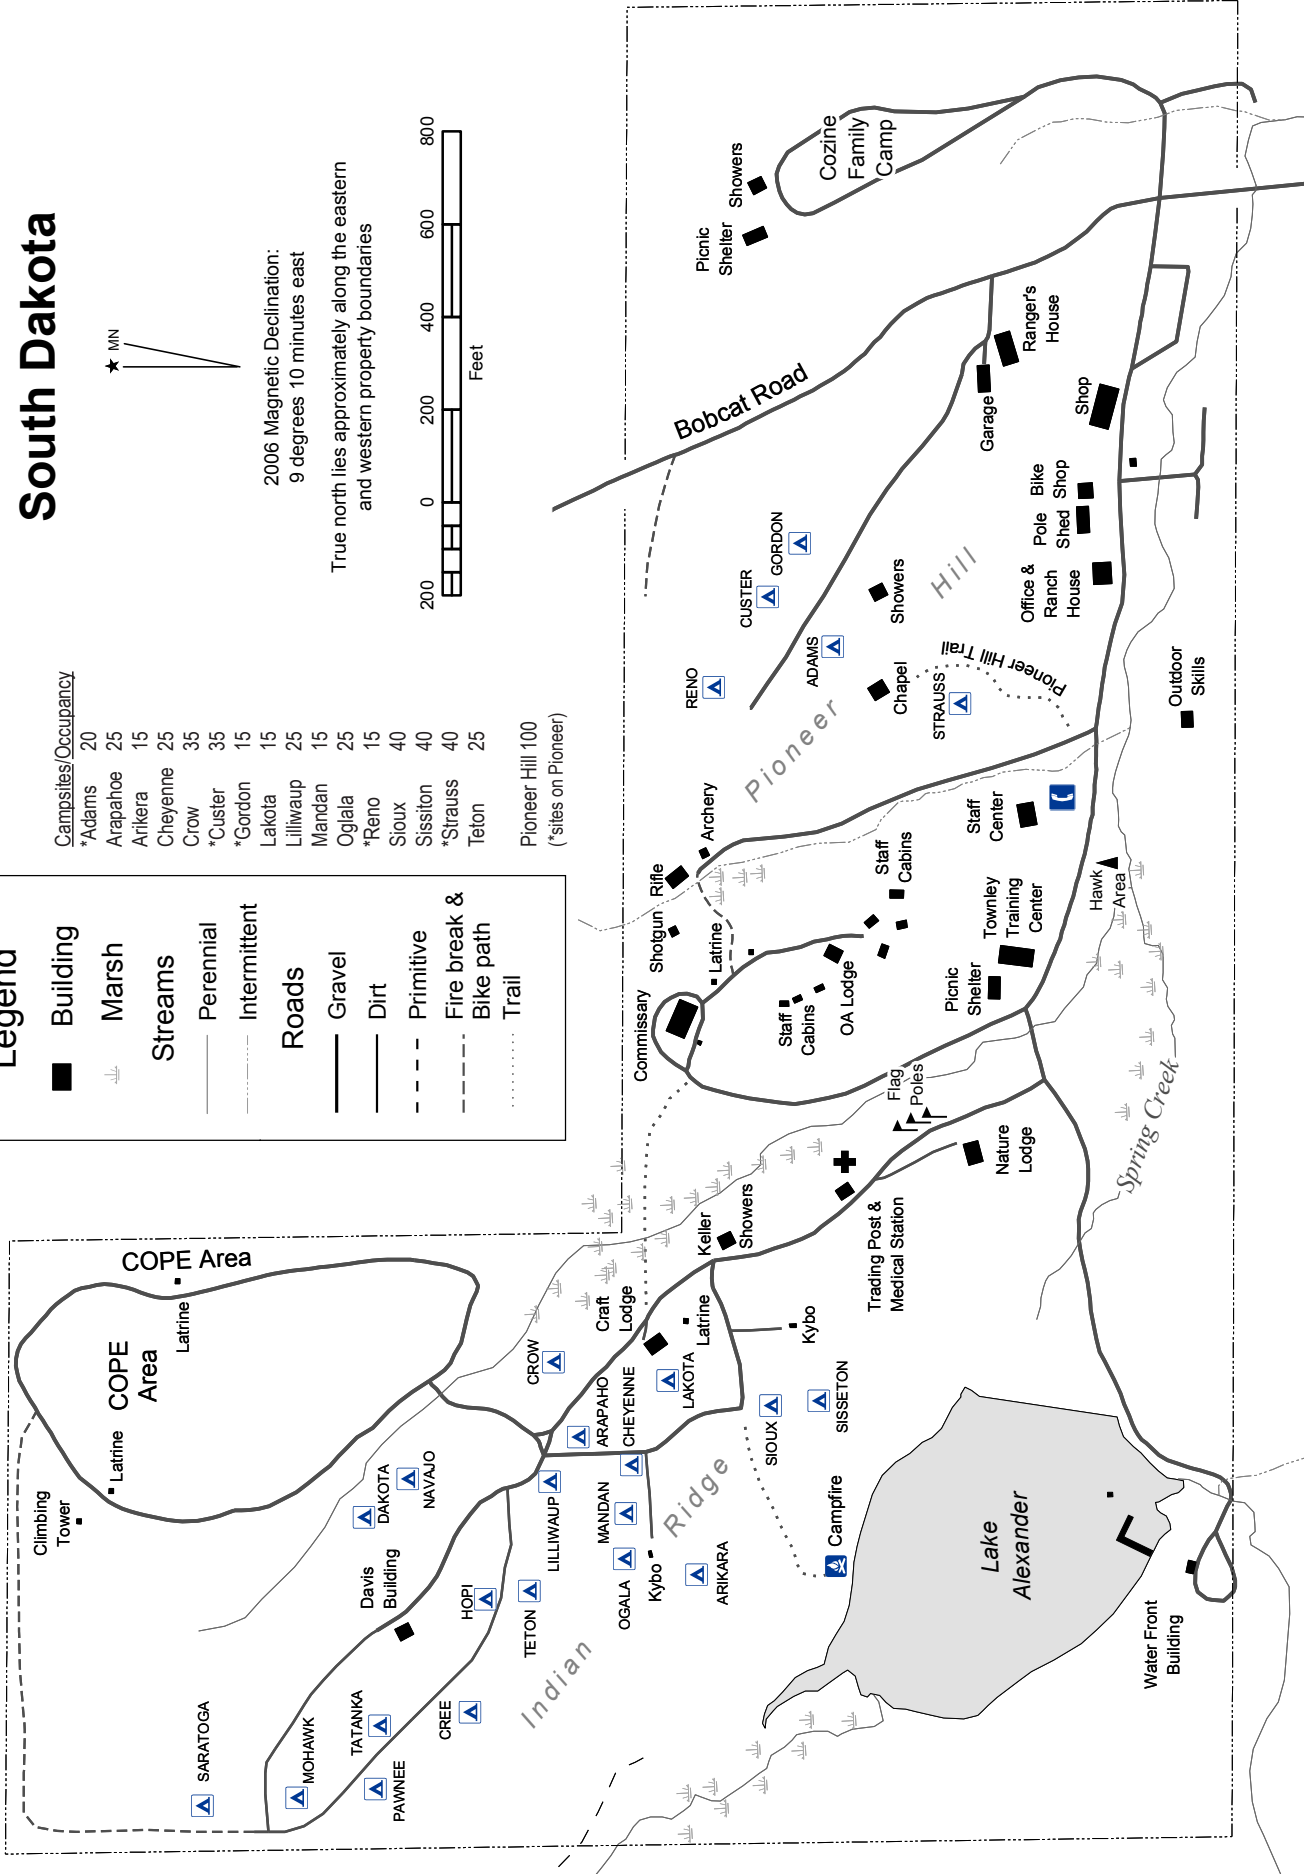 South Dakota
MN
2006 Magnetic Declination:
9 degrees 10 minutes east
True north lies approximately along the eastern
and western property boundaries
200 0 200 400 600 800
Feet
Campsites/Occupancy
*Adams 20
Arapahoe 25
Arikera 15
Cheyenne 25
Crow 35
*Custer 35
*Gordon 15
Lakota 15
Lilliwaup 25
Mandan 15
Oglala 25
*Reno 15
Sioux 40
Sissiton 40
*Strauss 40
Teton 25
Pioneer Hill 100
(*sites on Pioneer)
Legend
Building
Marsh
Streams
Perennial
Intermittent
Roads
Gravel
Dirt
Primitive
Fire break &
Bike path
Trail
COPE Area
Latrine
COPE
Area
Latrine
Climbing
Tower
SARATOGA
MOHAWK
TATANKA
PAWNEE
CREE
Davis
Building
HOPI
DAKOTA
NAVAJO
TETON
LILLIWAUP
CROW
ARAPAHO
CHEYENNE
MANDAN
OGALA
Kybo
ARIKARA
LAKOTA
Craft
Lodge
Latrine
Keller
Showers
Kybo
SIOUX
SISSETON
Campfire
Indian
Ridge
Lake
Alexander
Water Front
Building
Trading Post &
Medical Station
Nature
Lodge
Flag
Poles
Spring Creek
Commissary
Shotgun
Rifle
Archery
Latrine
Staff
Cabins
OA Lodge
Staff
Cabins
Picnic
Shelter
Townley
Training
Center
Staff
Center
Hawk
Area
Outdoor
Skills
Pioneer
Hill
RENO
CUSTER
GORDON
ADAMS
STRAUSS
Chapel
Showers
Pioneer Hill Trail
Office &
Ranch
House
Pole
Shed
Bike
Shop
Shop
Garage
Ranger's
House
Bobcat Road
Picnic
Shelter
Showers
Cozine
Family
Camp